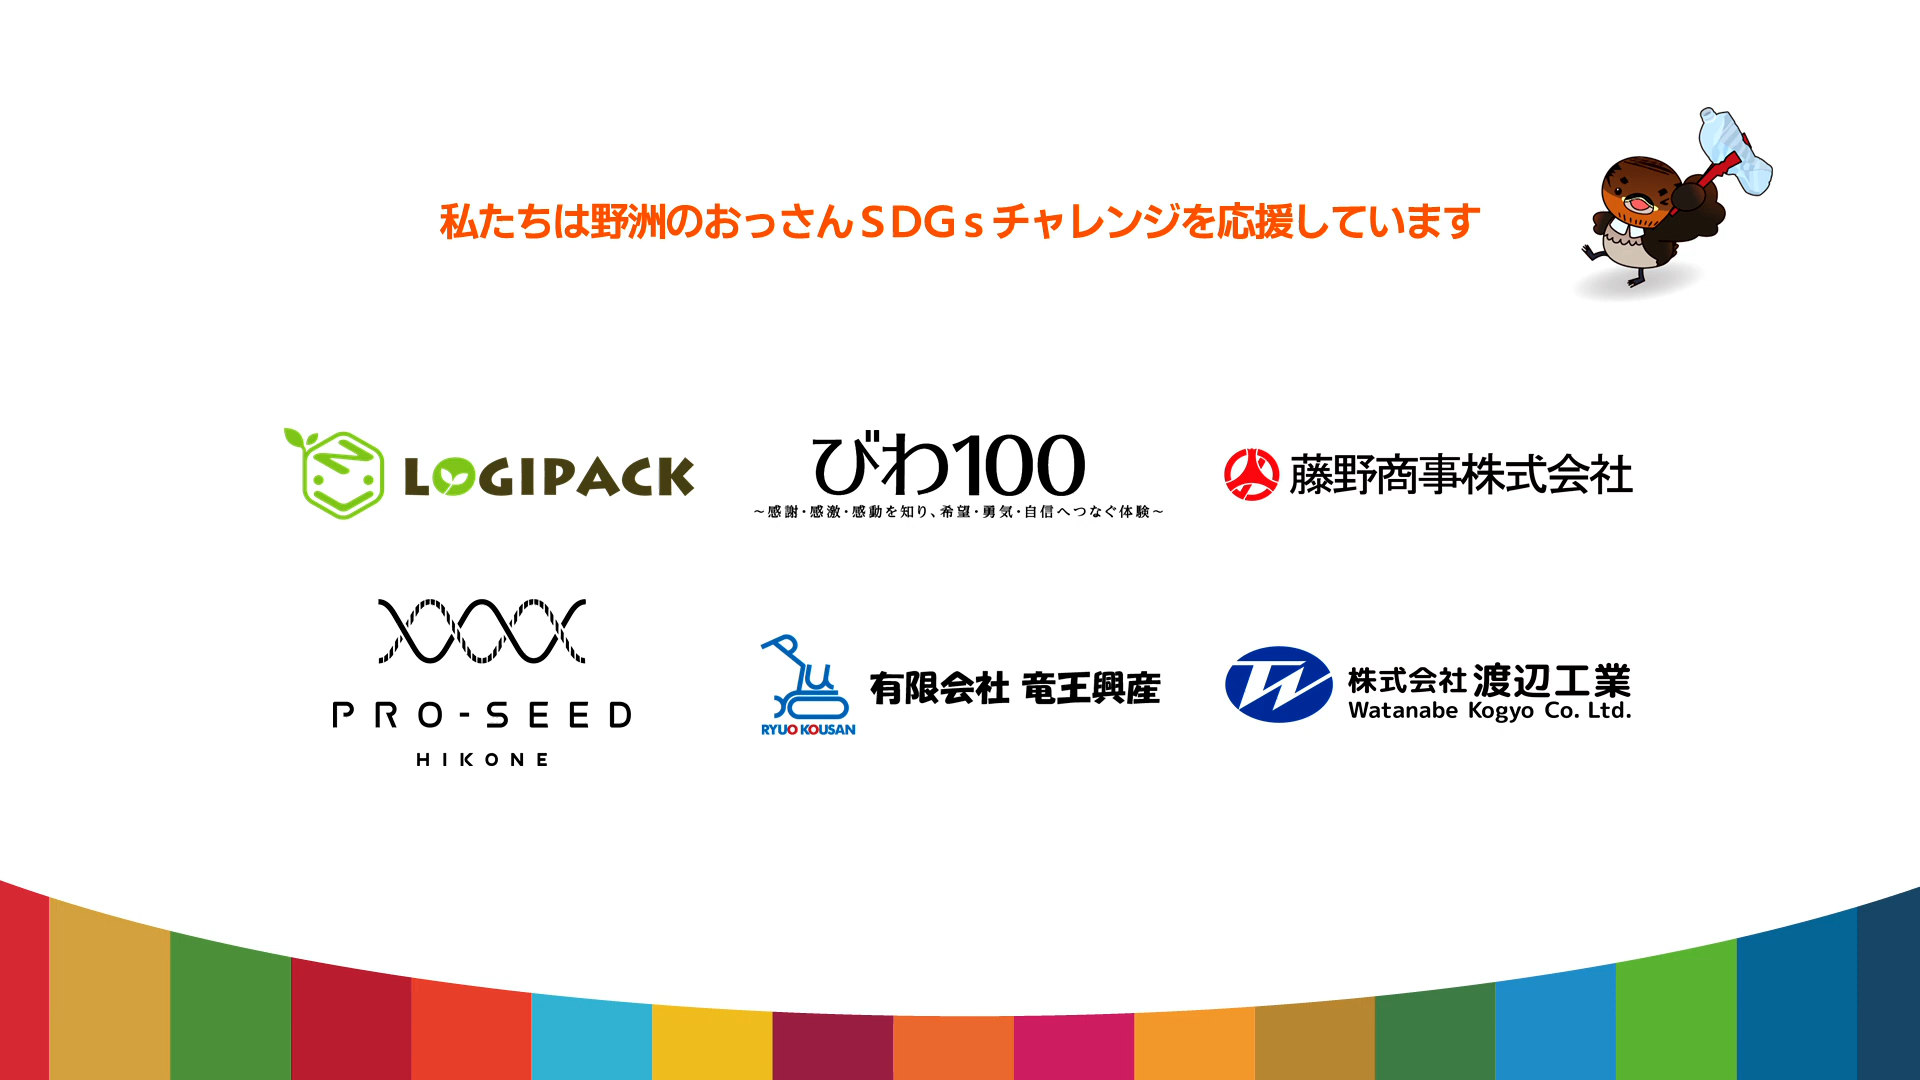 私たちは野洲のおっさんＳＤＧｓチャレンジを応援しています
LOGIPACK
びわ100
～感謝・感激・感動を知り、希望・勇気・自信へつなぐ体験～
藤野商事株式会社
PRO-SEED
HIKONE
RYUO KOUSAN
有限会社 竜王興産
TW
株式会社 渡辺工業
Watanabe Kogyo Co. Ltd.